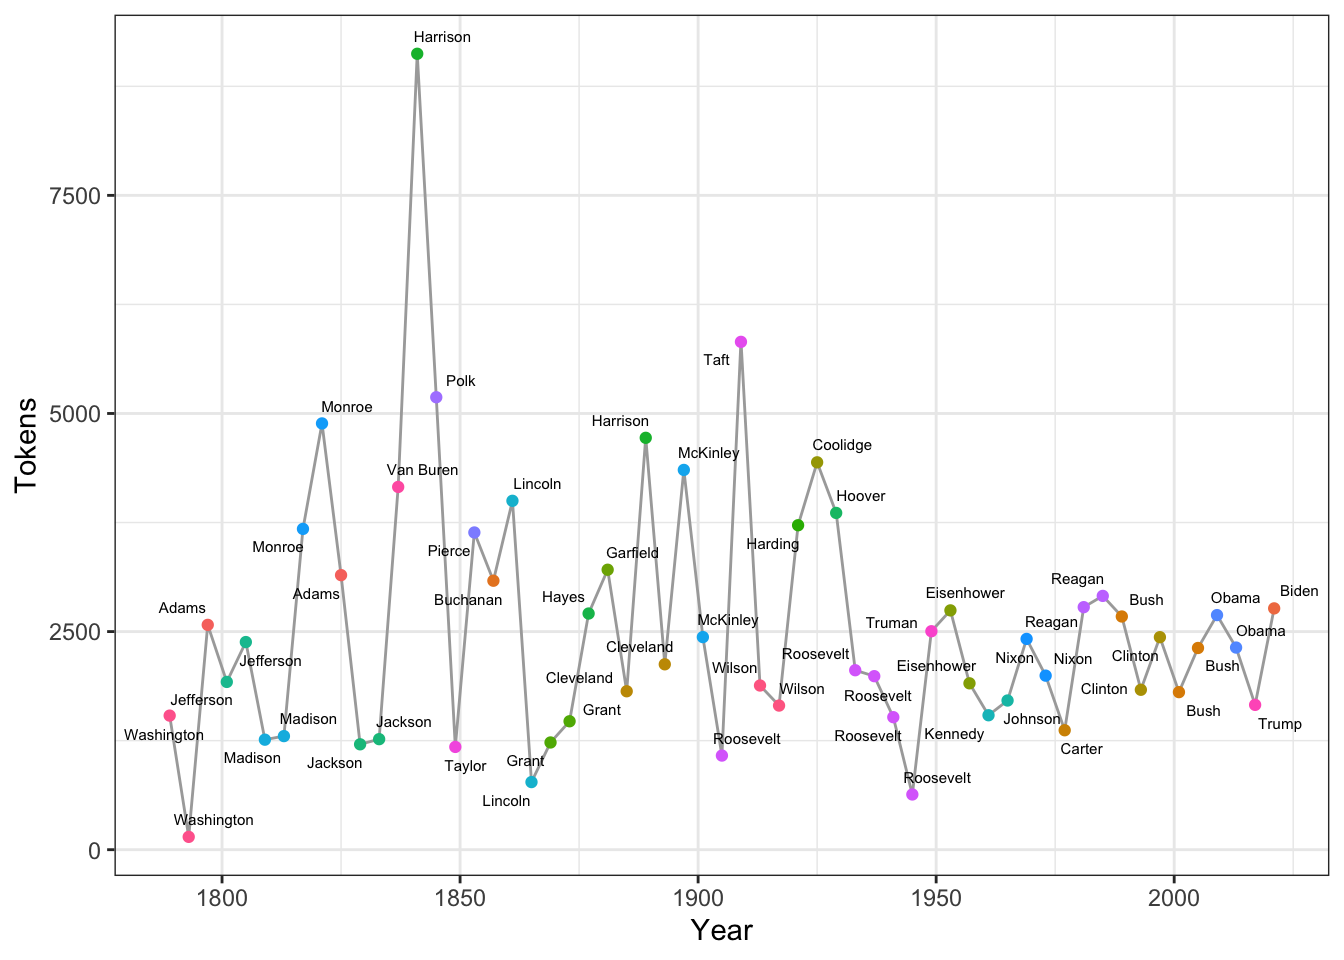 Harrison
7500
Taft
Polk
5000
Monroe
Harrison
Coolidge
McKinley
Van Buren
Lincoln
Hoover
Monroe
Pierce
Harding
Garfield
Adams
Buchanan
Hayes
Reagan
Eisenhower
Bush
Biden
Obama
2500
Adams
McKinley
Truman
Reagan
Obama
Cleveland
Roosevelt
Nixon
Nixon
Clinton
Jefferson
Wilson
Eisenhower
Bush
Cleveland
Wilson
Roosevelt
Clinton
Jefferson
Grant
Bush
Madison
Jackson
Johnson
Trump
Washington
Roosevelt
Roosevelt
Kennedy
Carter
Madison
Jackson
Taylor
Grant
Lincoln
Roosevelt
Washington
0
1800
1850
1900
1950
2000
Year
Tokens